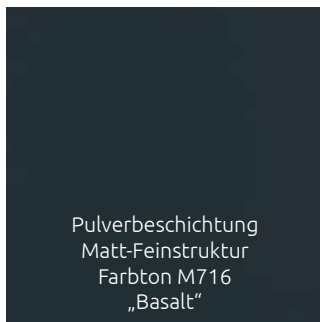 Pulverbeschichtung
Matt-Feinstruktur
Farbton M716
„Basalt“